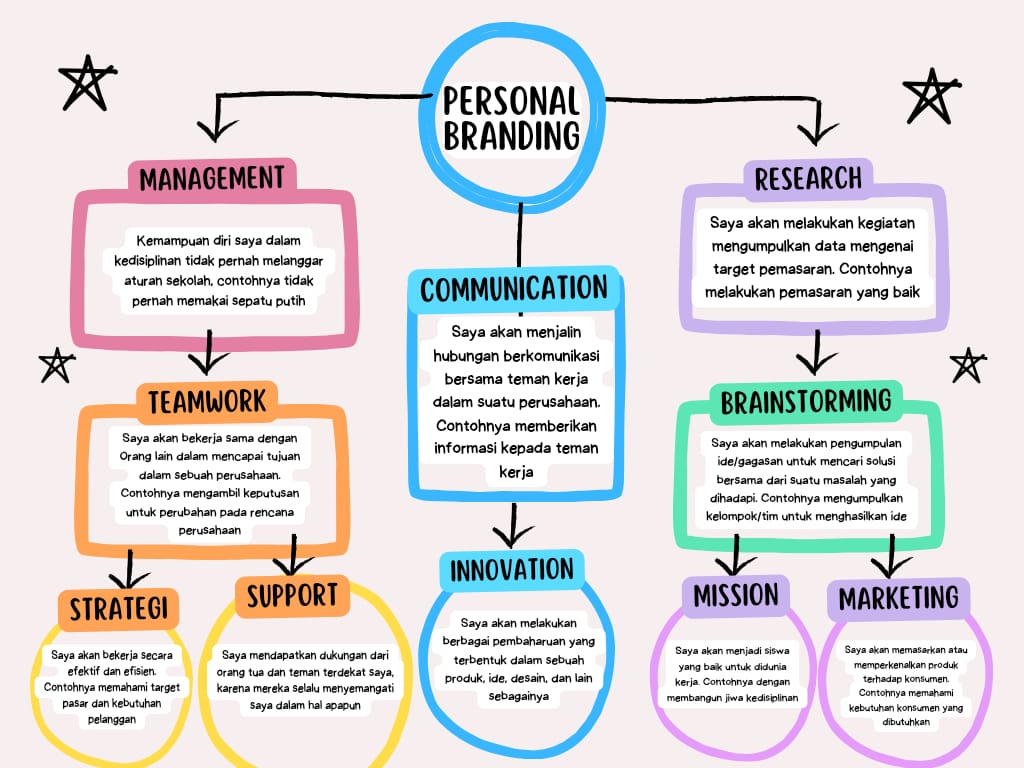 PERSONAL
BRANDING
MANAGEMENT
Kemampuan diri saya dalam
kedisiplinan tidak pernah melanggar
aturan sekolah, contohnya tidak
pernah memakai sepatu putih
RESEARCH
Saya akan melakukan kegiatan
mengumpulkan data mengenai
target pemasaran. Contohnya
melakukan pemasaran yang baik
COMMUNICATION
Saya akan menjalin
hubungan berkomunikasi
bersama teman kerja
dalam suatu perusahaan.
Contohnya memberikan
informasi kepada teman
kerja
TEAMWORK
Saya akan bekerja sama dengan
Orang lain dalam mencapai tujuan
dalam sebuah perusahaan.
Contohnya mengambil keputusan
untuk perubahan pada rencana
perusahaan
BRAINSTORMING
Saya akan melakukan pengumpulan
ide/gagasan untuk mencari solusi
bersama dari suatu masalah yang
dihadapi. Contohnya mengumpulkan
kelompok/tim untuk menghasilkan ide
STRATEGI
Saya akan bekerja secara
efektif dan efisien.
Contohnya memahami target
pasar dan kebutuhan
pelanggan
SUPPORT
Saya mendapatkan dukungan dari
orang tua dan teman terdekat saya,
karena mereka selalu menyemangati
saya dalam hal apapun
INNOVATION
Saya akan melakukan
berbagai pembaharuan yang
terbentuk dalam sebuah
produk, ide, desain, dan lain
sebagainya
MISSION
Saya akan menjadi siswa
yang baik untuk didunia
kerja. Contohnya dengan
membangun jiwa kedisiplinan
MARKETING
Saya akan memasarkan atau
memperkenalkan produk
terhadap konsumen.
Contohnya memahami
kebutuhan konsumen yang
dibutuhkan